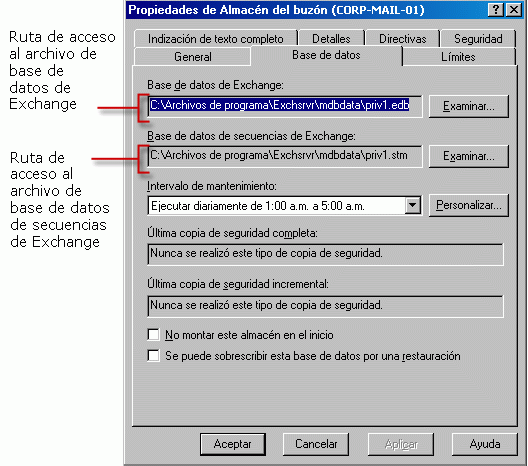 Ruta de acceso
al archivo de
base de
datos de
Exchange
Ruta de
acceso al
archivo de
base de datos
de secuencias
de Exchange
Propiedades de Almacén del buzón (CORP-MAIL-01)
Indización de texto completo
Detalles
Directivas
Seguridad
General
Base de datos
Límites
Base de datos de Exchange:
C:\Archivos de programa\Exchsrvr\mdbdata\priv1.edb
Examinar...
Base de datos de secuencias de Exchange:
C:\Archivos de programa\Exchsrvr\mdbdata\priv1.stm
Examinar...
Intervalo de mantenimiento:
Ejecutar diariamente de 1:00 a.m. a 5:00 a.m.
Personalizar...
Última copia de seguridad completa:
Nunca se realizó este tipo de copia de seguridad.
Última copia de seguridad incremental:
Nunca se realizó este tipo de copia de seguridad.
No montar este almacén en el inicio
Se puede sobrescribir esta base de datos por una restauración
Aceptar
Cancelar
Aplicar
Ayuda